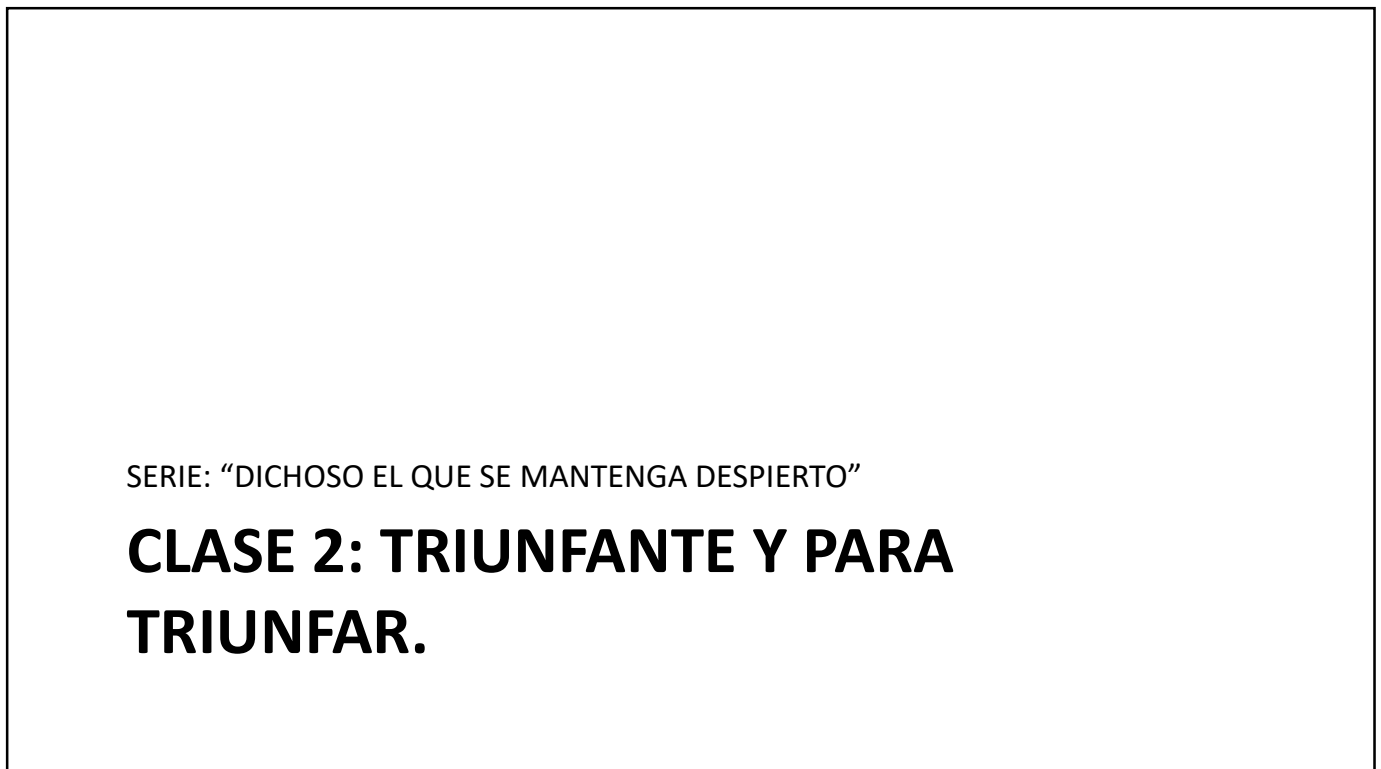 SERIE: “DICHOSO EL QUE SE MANTENGA DESPIERTO”
CLASE 2: TRIUNFANTE Y PARA
TRIUNFAR.